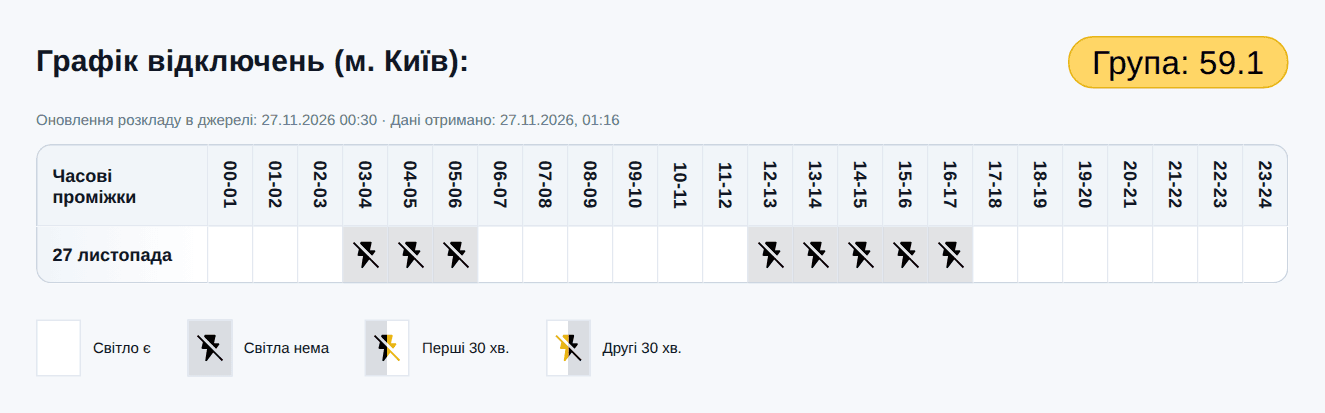 Графік відключень (м. Київ):
Група: 59.1
Оновлення розкладу в джерелі: 27.11.2026 00:30 · Дані отримано: 27.11.2026, 01:16
Часові
проміжки
00-01
01-02
02-03
03-04
04-05
05-06
06-07
07-08
08-09
09-10
10-11
11-12
12-13
13-14
14-15
15-16
16-17
17-18
18-19
19-20
20-21
21-22
22-23
23-24
27 листопада
Світло є
Світла нема
Перші 30 хв.
Другі 30 хв.